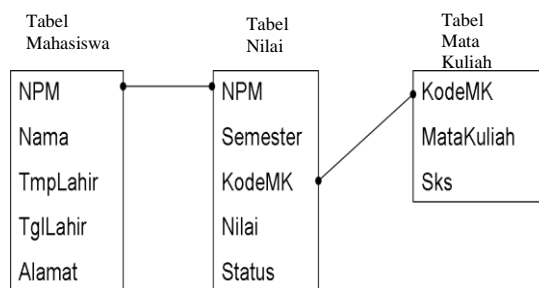 Tabel
Mahasiswa
NPM
Nama
TmpLahir
TglLahir
Alamat
Tabel
Nilai
NPM
Semester
KodeMK
Nilai
Status
Tabel
Mata
Kuliah
KodeMK
MataKuliah
Sks